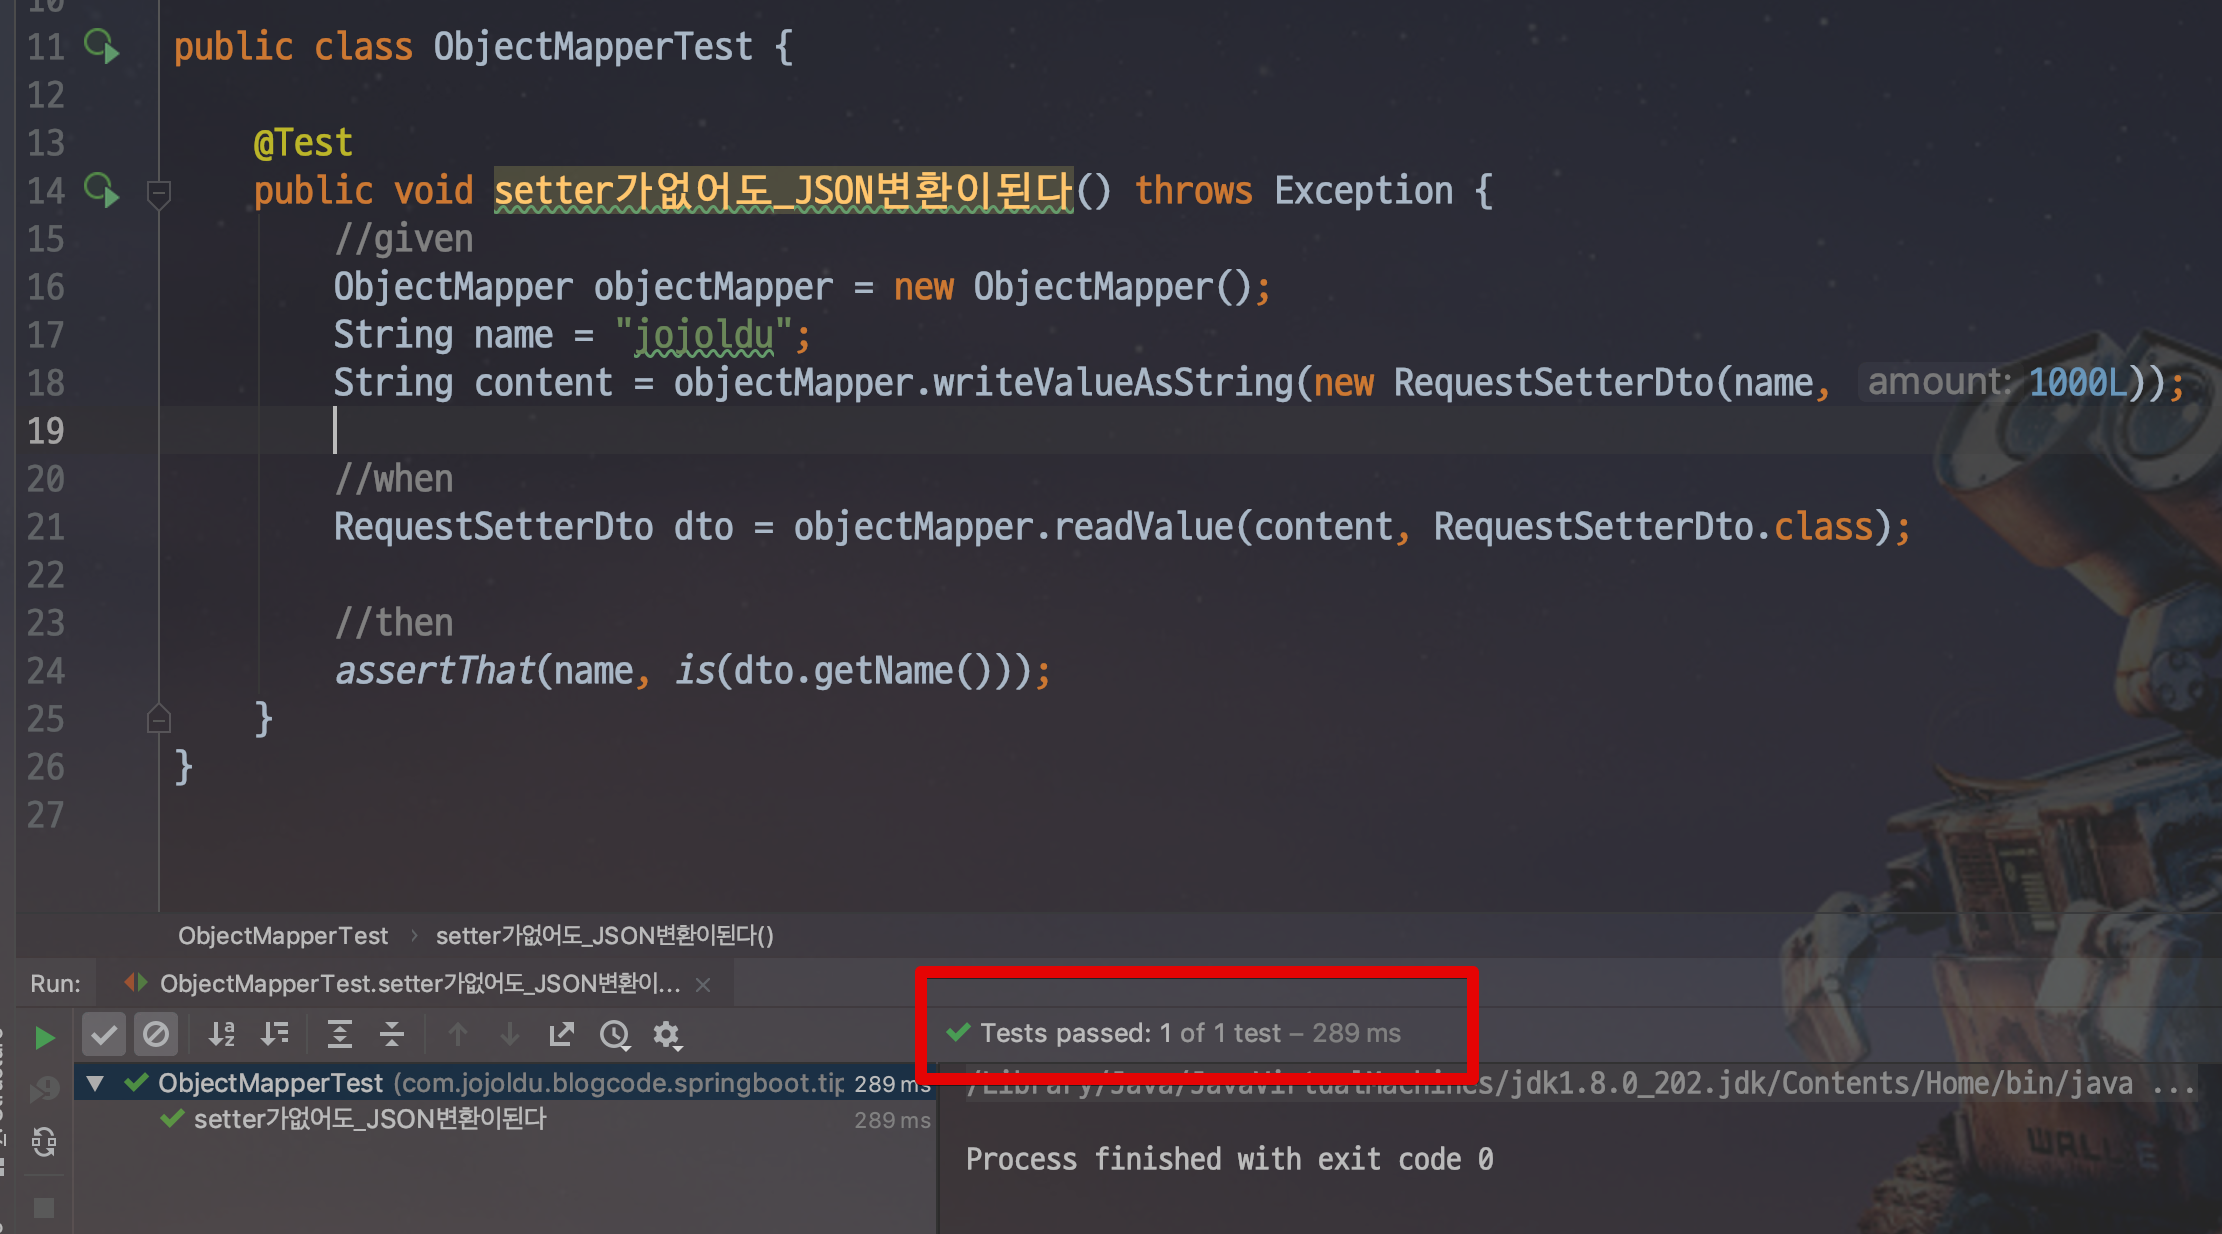 10
11 public class ObjectMapperTest {
12
13 @Test
14 public void setter가없어도_JSON변환이된다() throws Exception {
15 //given
16 ObjectMapper objectMapper = new ObjectMapper();
17 String name = "jojoldu";
18 String content = objectMapper.writeValueAsString(new RequestSetterDto(name, amount: 1000L));
19
20 //when
21 RequestSetterDto dto = objectMapper.readValue(content, RequestSetterDto.class);
22
23 //then
24 assertThat(name, is(dto.getName()));
25 }
26 }
27
ObjectMapperTest › setter가없어도_JSON변환이된다()
Run: ObjectMapperTest.setter가없어도_JSON변환이... ×
Tests passed: 1 of 1 test – 289 ms
ObjectMapperTest (com.jojoldu.blogcode.springboot.tip 289 ms
/Library/Java/JavaVirtualMachines/jdk1.8.0_202.jdk/Contents/Home/bin/java ...
setter가없어도_JSON변환이된다 289 ms
Process finished with exit code 0
WALL E